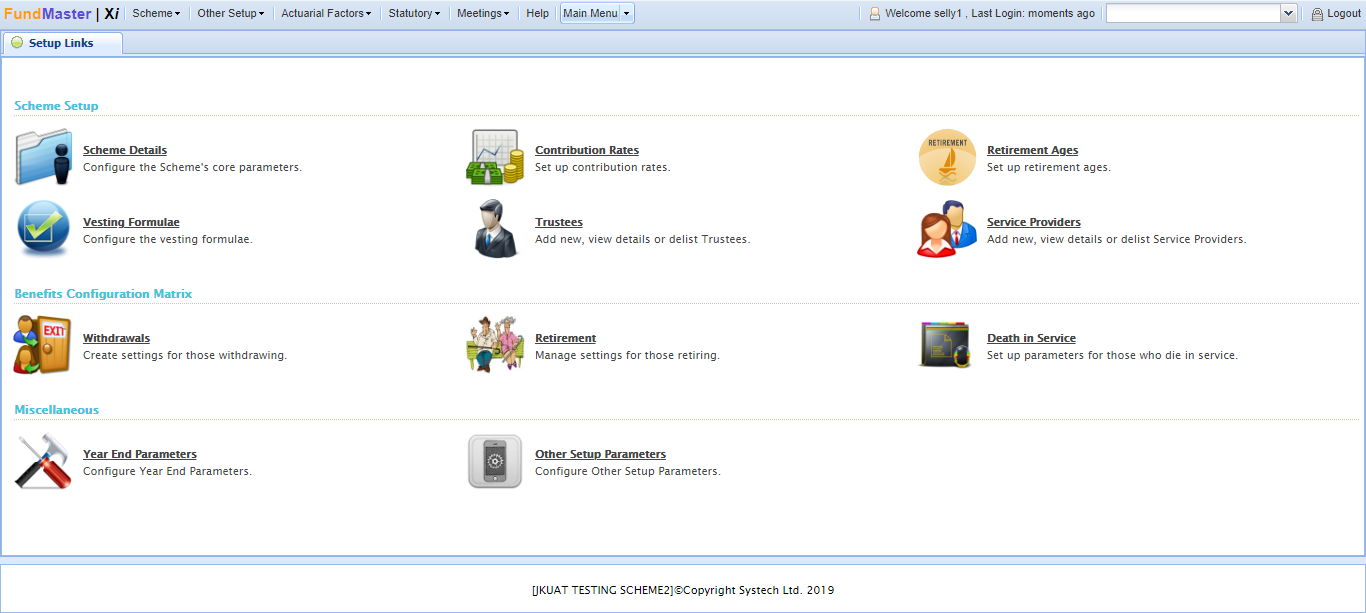 FundMaster | Xi Scheme Other Setup Actuarial Factors Statutory Meetings Help Main Menu Welcome selly1 , Last Login: moments ago Logout
Setup Links
Scheme Setup
Scheme Details
Configure the Scheme's core parameters.
Contribution Rates
Set up contribution rates.
RETIREMENT
Retirement Ages
Set up retirement ages.
Vesting Formulae
Configure the vesting formulae.
Trustees
Add new, view details or delist Trustees.
Service Providers
Add new, view details or delist Service Providers.
Benefits Configuration Matrix
EXIT
Withdrawals
Create settings for those withdrawing.
Retirement
Manage settings for those retiring.
Death in Service
Set up parameters for those who die in service.
Miscellaneous
Year End Parameters
Configure Year End Parameters.
Other Setup Parameters
Configure Other Setup Parameters.
[JKUAT TESTING SCHEME2]©Copyright Systech Ltd. 2019